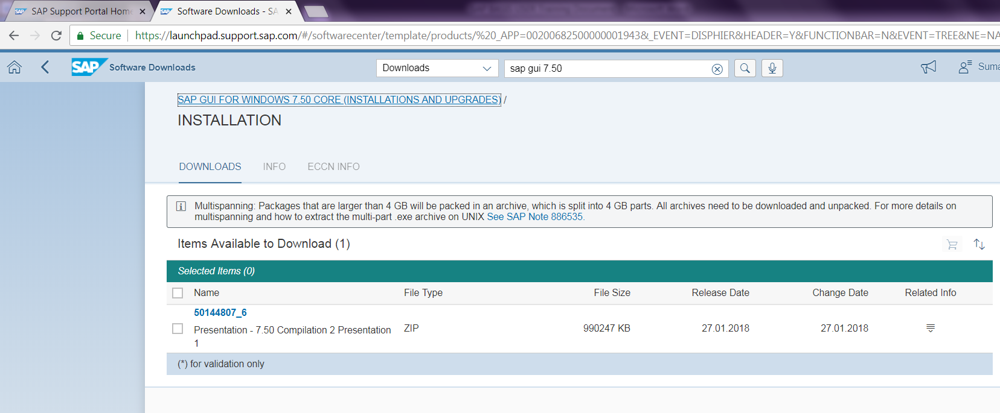 SAP SAP Support Portal Home
SAP Software Downloads - SA
Secure
https://launchpad.support.sap.com/#/softwarecenter/template/products/%20_APP=00200682500000001943&_EVENT=DISPHIER&HEADER=Y&FUNCTIONBAR=N&EVENT=TREE&NE=NA
SAP Software Downloads
Downloads
sap gui 7.50
Suma
SAP GUI FOR WINDOWS 7.50 CORE (INSTALLATIONS AND UPGRADES) /
INSTALLATION
DOWNLOADS INFO ECCN INFO
Multispanning: Packages that are larger than 4 GB will be packed in an archive, which is split into 4 GB parts. All archives need to be downloaded and unpacked. For more details on
multispanning and how to extract the multi-part .exe archive on UNIX See SAP Note 886535.
Items Available to Download (1)
Selected Items (0)
Name File Type File Size Release Date Change Date Related Info
50144807_6
Presentation - 7.50 Compilation 2 Presentation
1
ZIP 990247 KB 27.01.2018 27.01.2018
(*) for validation only